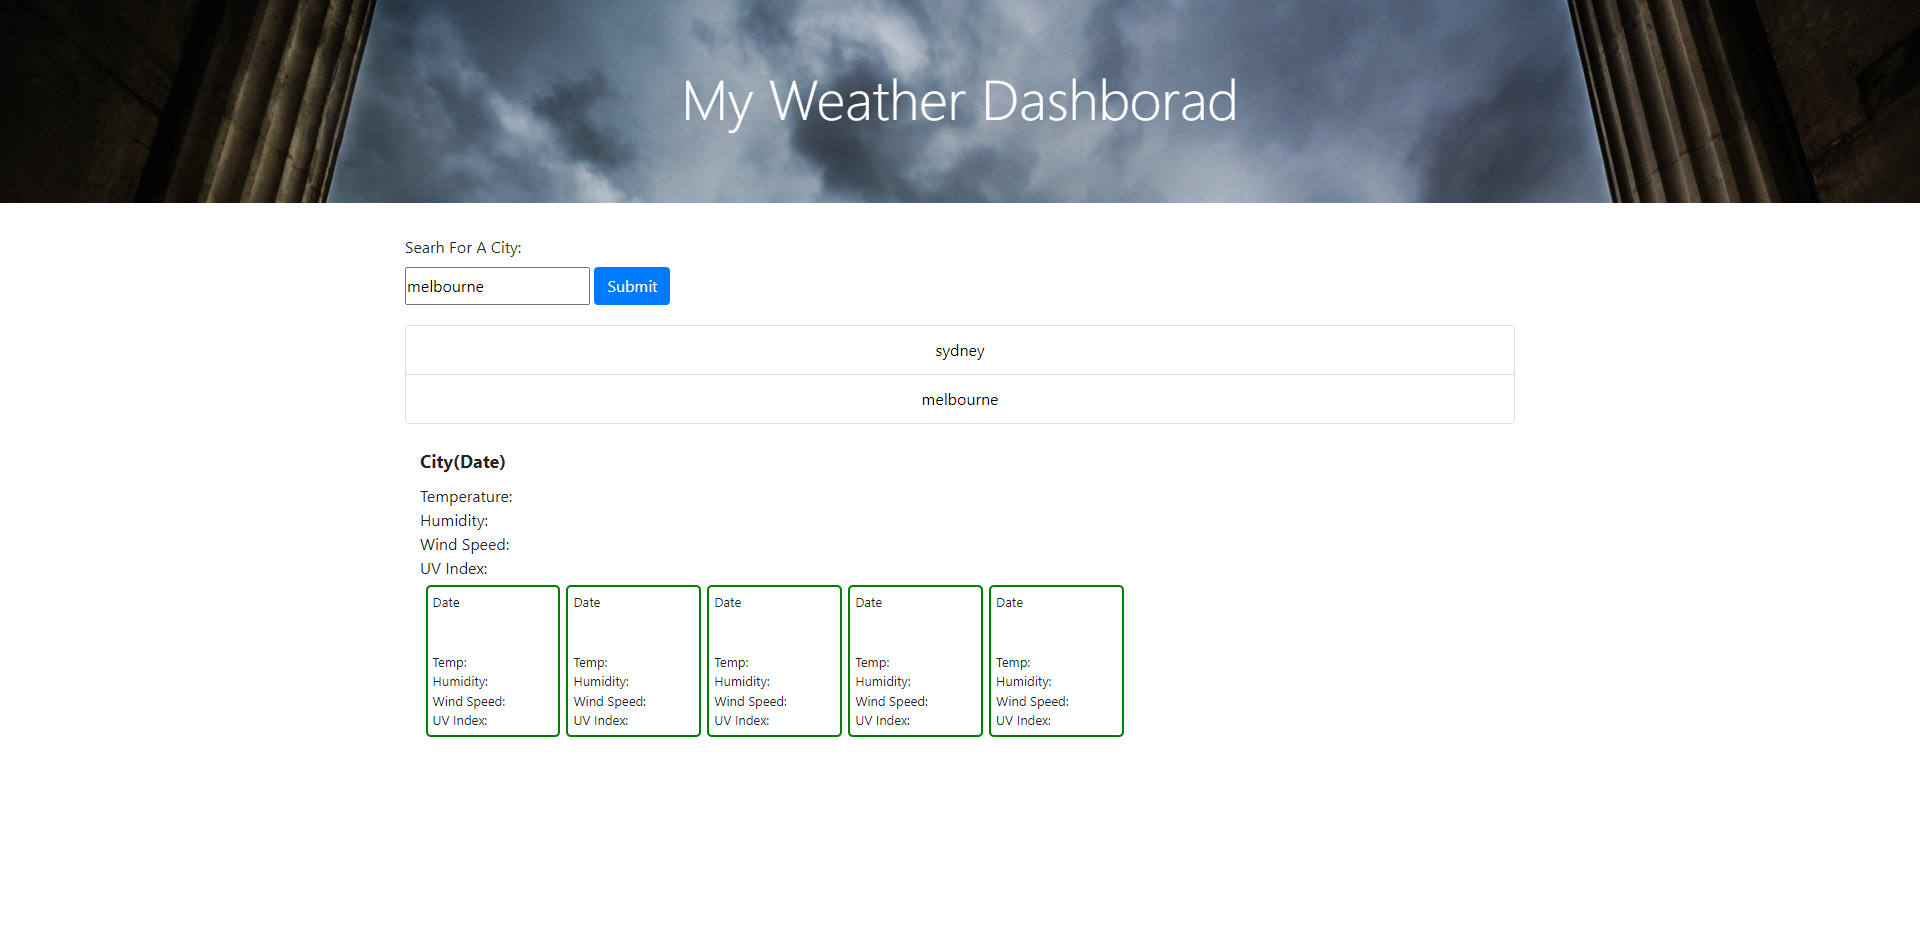 My Weather Dashborad
Searh For A City:
melbourne Submit
sydney
melbourne
City(Date)
Temperature:
Humidity:
Wind Speed:
UV Index:
Date Date Date Date Date
Temp: Temp: Temp: Temp: Temp:
Humidity: Humidity: Humidity: Humidity: Humidity:
Wind Speed: Wind Speed: Wind Speed: Wind Speed: Wind Speed:
UV Index: UV Index: UV Index: UV Index: UV Index: